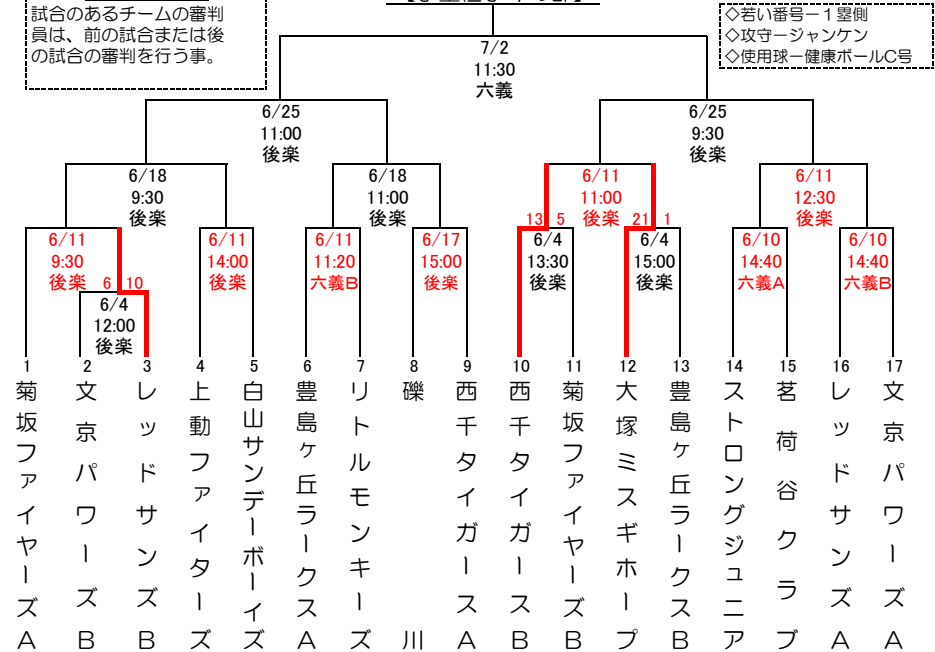 試合のあるチームの審判
員は、前の試合または後
の試合の審判を行う事。
◇若い番号－１塁側
◇攻守－ジャンケン
◇使用球－健康ボールC号
7/2
11:30
六義
6/25
11:00
後楽
6/25
9:30
後楽
6/18
9:30
後楽
6/18
11:00
後楽
6/11
11:00
後楽
6/11
12:30
後楽
13 5
21 1
6/11
9:30
後楽
6/11
14:00
後楽
6/11
11:20
六義B
6/17
15:00
後楽
6/4
13:30
後楽
6/4
15:00
後楽
6/10
14:40
六義A
6/10
14:40
六義B
6 10
6/4
12:00
後楽
1
菊坂ファイヤーズA
2
文京パワーズB
3
レッドサンズB
4
上動ファイターズ
5
白山サンデーボーイズ
6
豊島ヶ丘ラークスA
7
リトルモンキーズ
8
礫川
9
西千タイガースA
10
西千タイガースB
11
菊坂ファイヤーズB
12
大塚ミスギホープ
13
豊島ヶ丘ラークスB
14
ストロングジュニア
15
茗荷谷クラブ
16
レッドサンズA
17
文京パワーズA